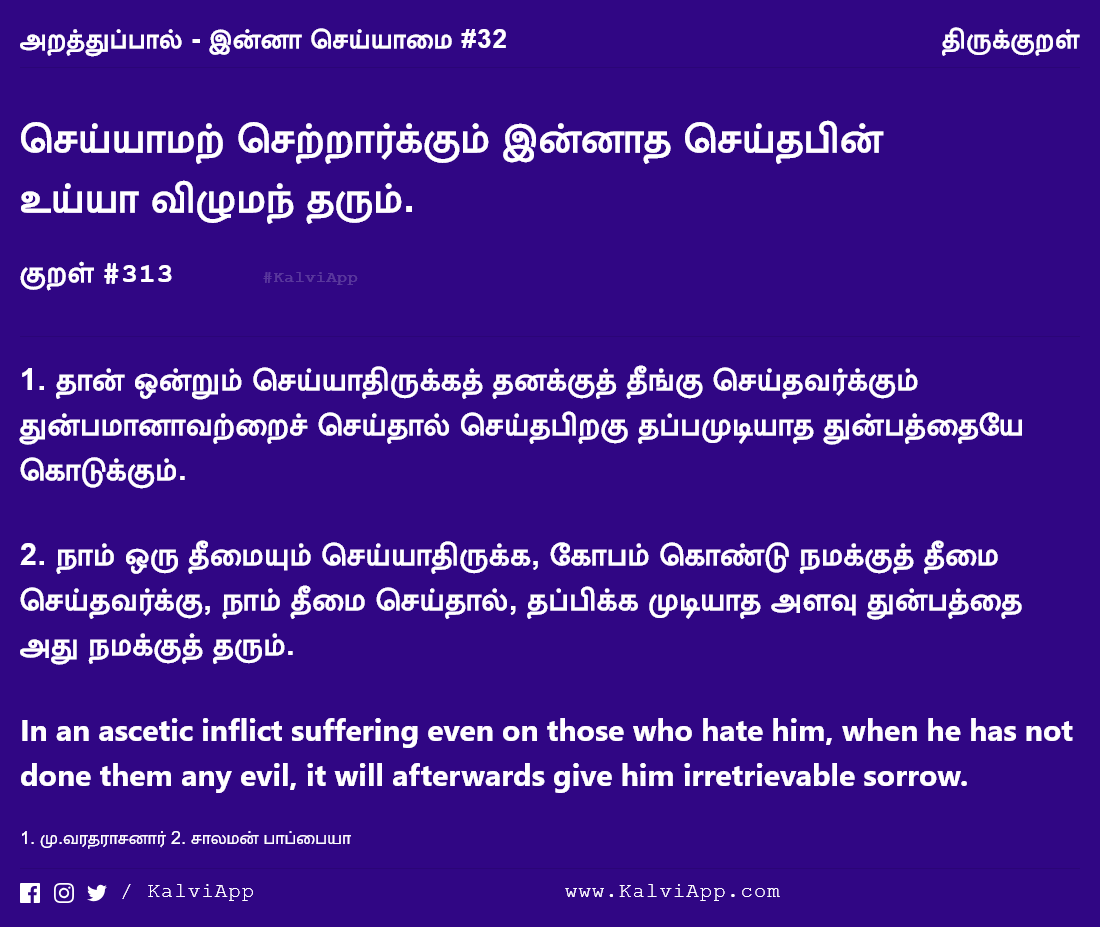 அறத்துப்பால் - இன்னா செய்யாமை #32
திருக்குறள்
செய்யாமற் செற்றார்க்கும் இன்னாத செய்தபின்
உய்யா விழுமந் தரும்.
குறள் #313
#KalviApp
1. தான் ஒன்றும் செய்யாதிருக்கத் தனக்குத் தீங்கு செய்தவர்க்கும்
துன்பமானாவற்றைச் செய்தால் செய்தபிறகு தப்பமுடியாத துன்பத்தையே
கொடுக்கும்.
2. நாம் ஒரு தீமையும் செய்யாதிருக்க, கோபம் கொண்டு நமக்குத் தீமை
செய்தவர்க்கு, நாம் தீமை செய்தால், தப்பிக்க முடியாத அளவு துன்பத்தை
அது நமக்குத் தரும்.
In an ascetic inflict suffering even on those who hate him, when he has not
done them any evil, it will afterwards give him irretrievable sorrow.
1. மு.வரதராசனார் 2. சாலமன் பாப்பையா
/ KalviApp
www.KalviApp.com